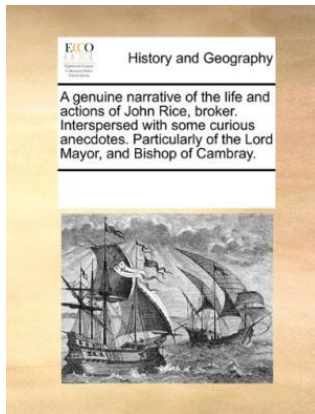 ECCO
History and Geography
A genuine narrative of the life and
actions of John Rice, broker.
Interspersed with some curious
anecdotes. Particularly of the Lord
Mayor, and Bishop of Cambray.